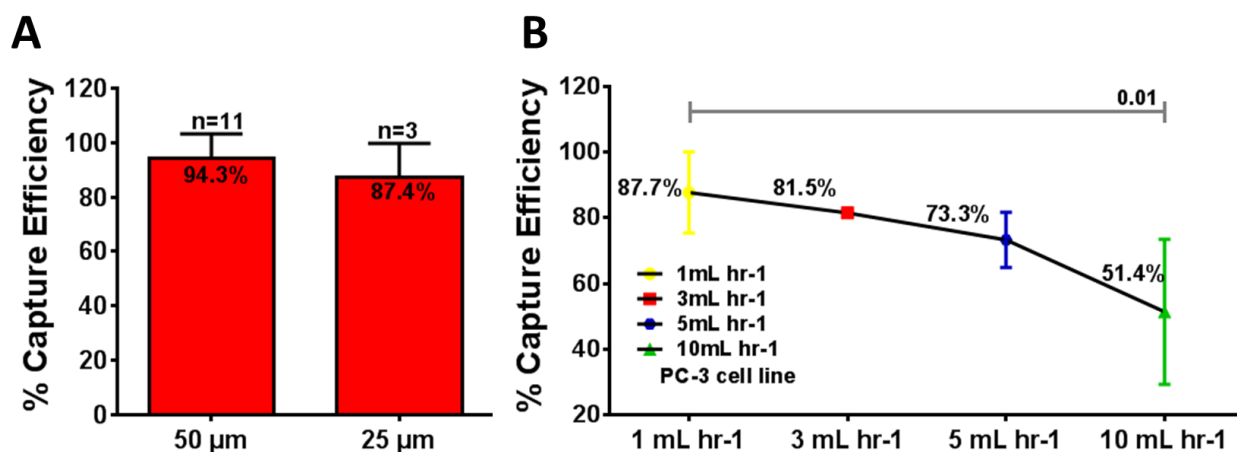 A
% Capture Efficiency
120
100
80
60
40
20
0
n=11
94.3%
n=3
87.4%
50 µm
25 µm
B
% Capture Efficiency
120
100
80
60
40
20
0.01
87.7%
81.5%
73.3%
51.4%
1mL hr-1
3mL hr-1
5mL hr-1
10mL hr-1
PC-3 cell line
1 mL hr-1
3 mL hr-1
5 mL hr-1
10 mL hr-1